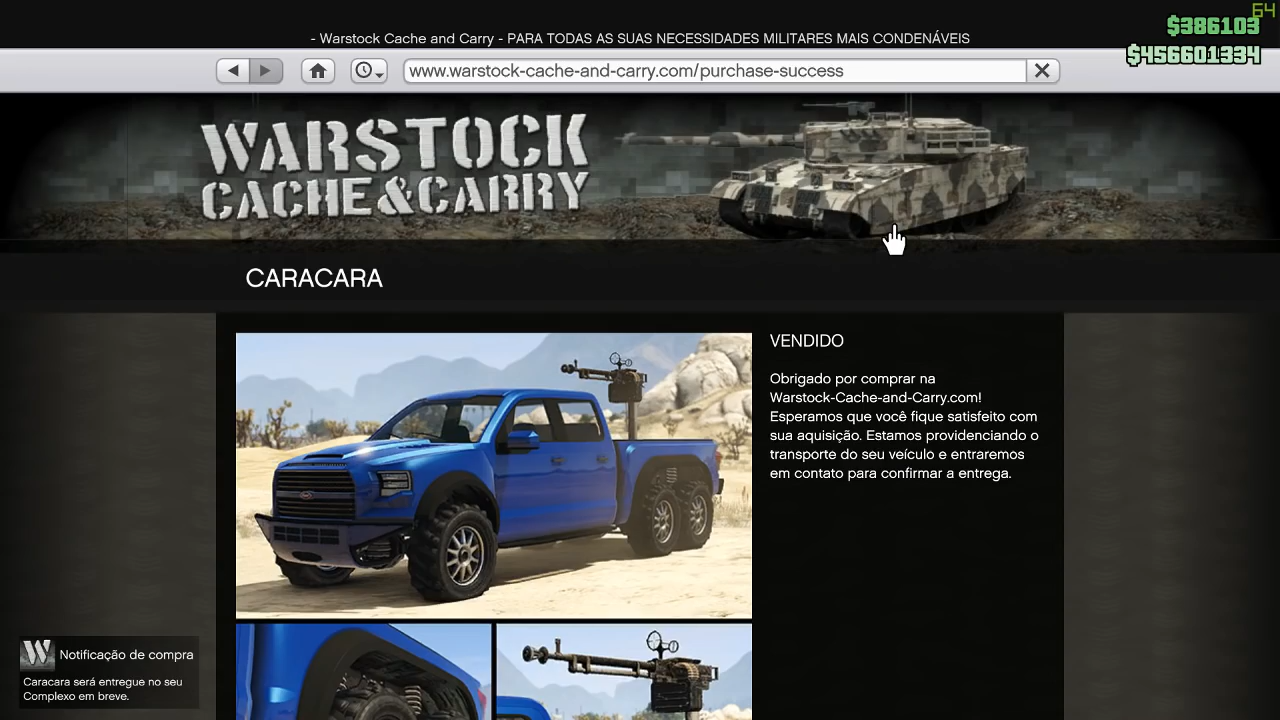 64
$386103
- Warstock Cache and Carry - PARA TODAS AS SUAS NECESSIDADES MILITARES MAIS CONDENÁVEIS
$456601334
www.warstock-cache-and-carry.com/purchase-success
WARSTOCK
CACHE&CARRY
CARACARA
VENDIDO
Obrigado por comprar na
Warstock-Cache-and-Carry.com!
Esperamos que você fique satisfeito com
sua aquisição. Estamos providenciando o
transporte do seu veículo e entraremos
em contato para confirmar a entrega.
W
Notificação de compra
Caracara será entregue no seu
Complexo em breve.